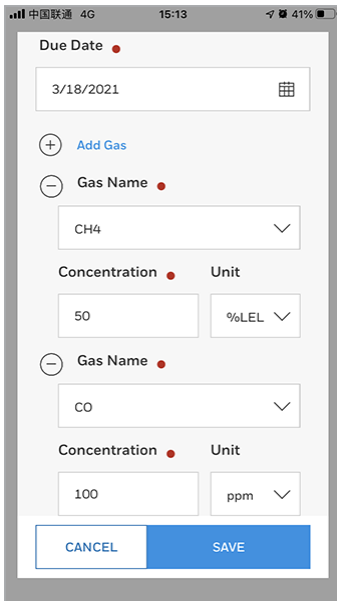 中国联通 4G 15:13 41%
Due Date
3/18/2021
Add Gas
Gas Name
CH4
Concentration Unit
50 %LEL
Gas Name
CO
Concentration Unit
100 ppm
CANCEL SAVE